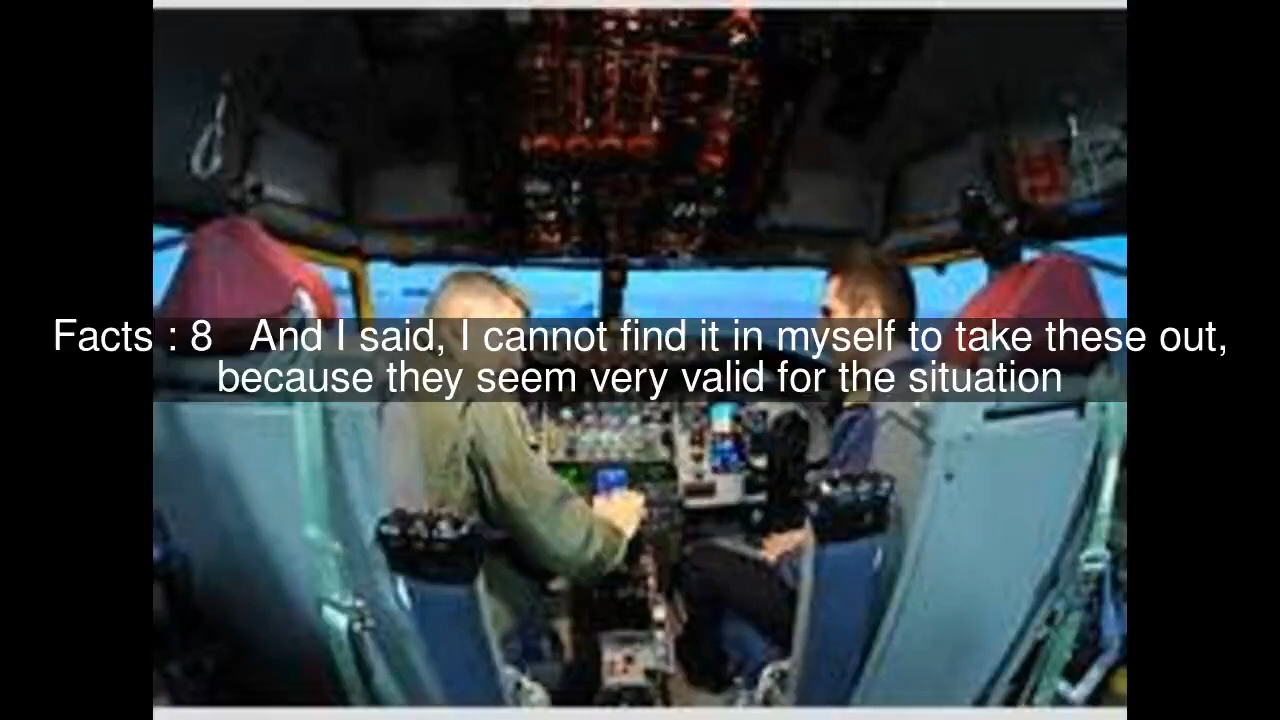 Facts : 8 And I said, I cannot find it in myself to take these out,
because they seem very valid for the situation